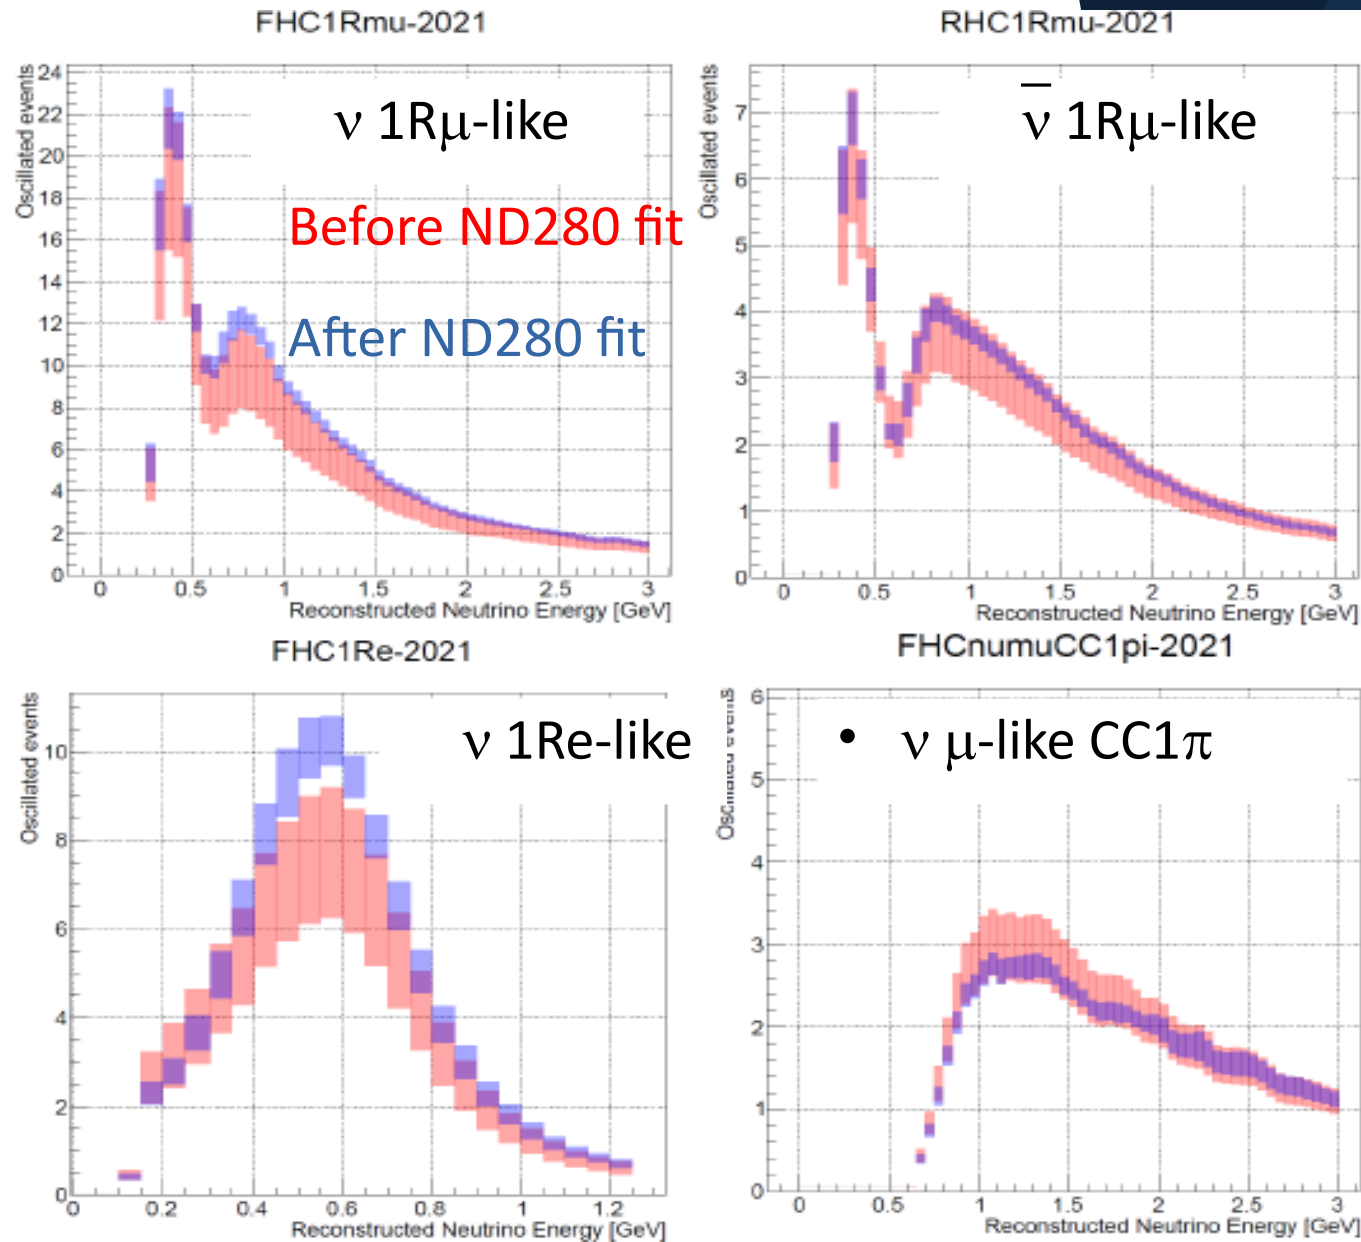 FHC1Rmu-2021
Oscillated events
24
22
20
18
16
14
12
10
8
6
4
2
0
ν 1Rμ-like
Before ND280 fit
After ND280 fit
0 0.5 1 1.5 2 2.5 3
Reconstructed Neutrino Energy [GeV]
RHC1Rmu-2021
Oscillated events
7
6
5
4
3
2
1
0
ν̅ 1Rμ-like
0 0.5 1 1.5 2 2.5 3
Reconstructed Neutrino Energy [GeV]
FHC1Re-2021
Oscillated events
10
8
6
4
2
0
ν 1Re-like
0 0.2 0.4 0.6 0.8 1.0 1.2
Reconstructed Neutrino Energy [GeV]
FHCnumuCC1pi-2021
Oscillated events
6
5
4
3
2
1
0
• ν μ-like CC1π
0 0.5 1 1.5 2 2.5 3
Reconstructed Neutrino Energy [GeV]